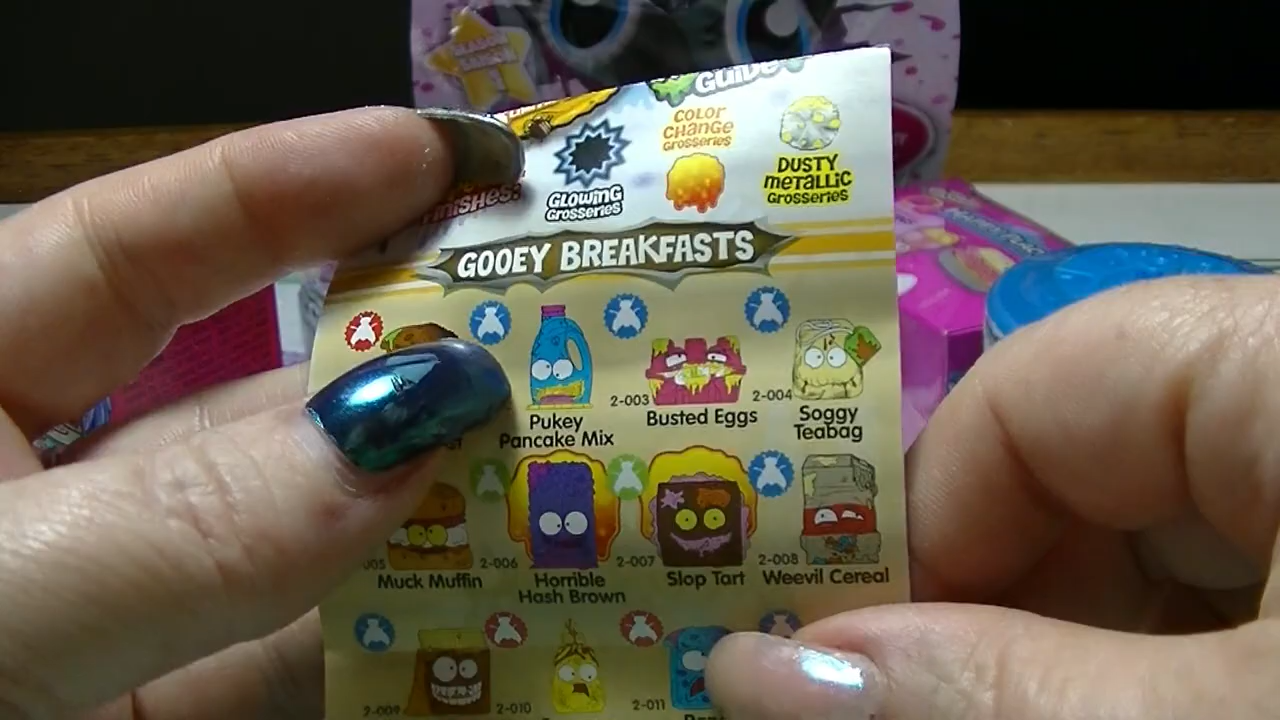 GUIDE
COLOR
CHANGE
GROSSERIES
GLOWING
GROSSERIES
DUSTY
METALLIC
GROSSERIES
FINISHES!
GOOEY BREAKFASTS
Pukey
Pancake Mix
2-003
Busted Eggs
2-004
Soggy
Teabag
005
Muck Muffin
2-006
Horrible
Hash Brown
2-007
Slop Tart
2-008
Weevil Cereal
2-009
2-010
2-011